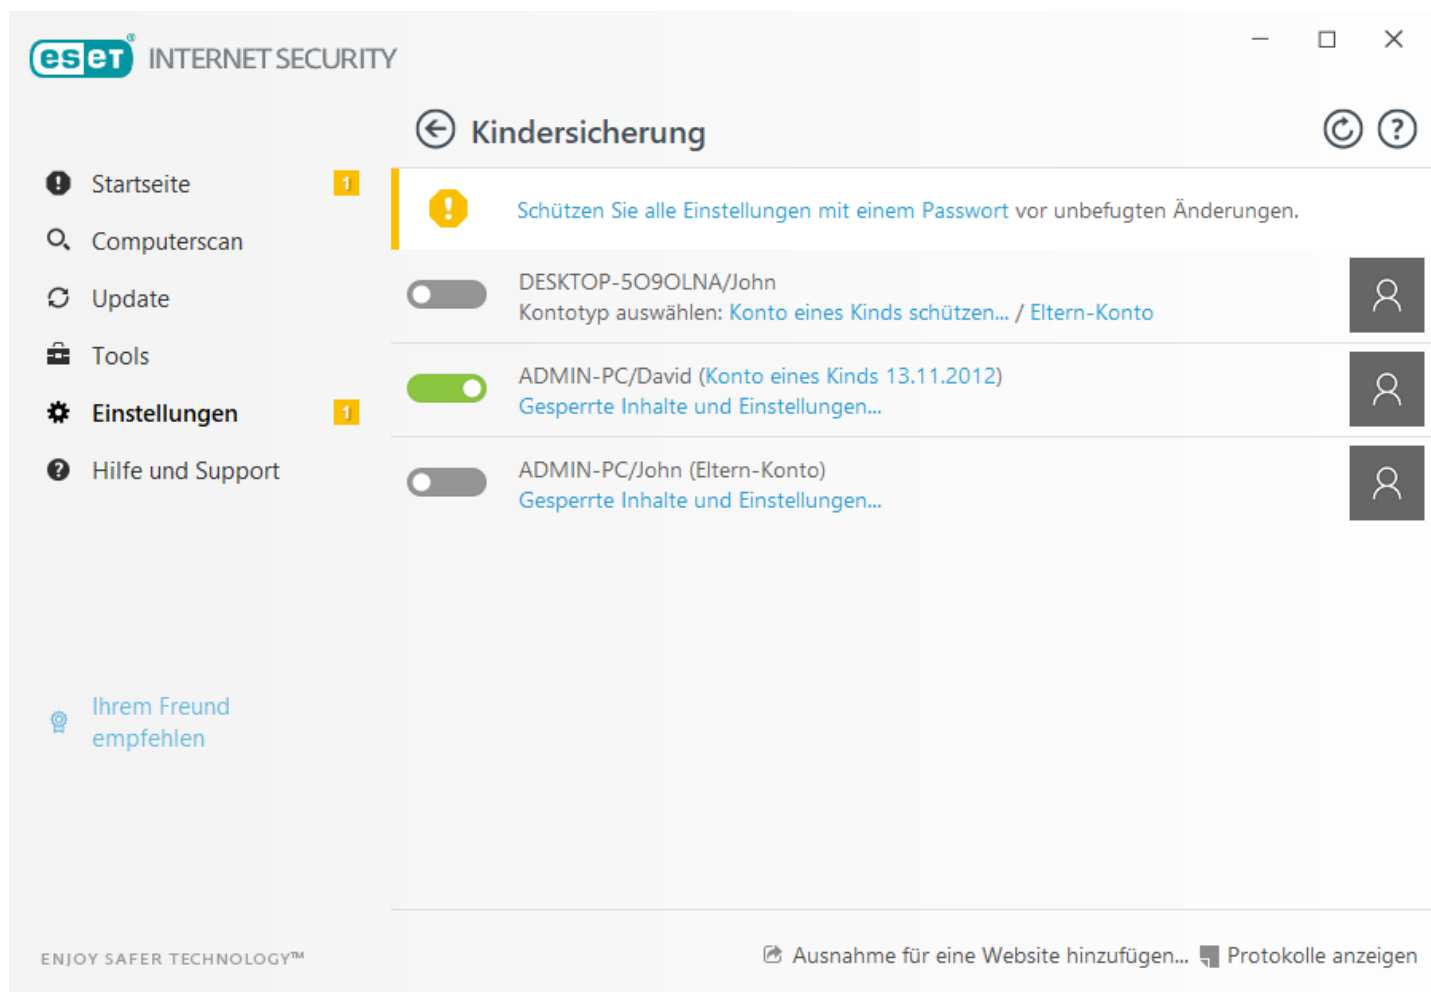 eset® INTERNET SECURITY
Kindersicherung
Startseite 1
Computerscan
Update
Tools
Einstellungen 1
Hilfe und Support
Ihrem Freund
empfehlen
ENJOY SAFER TECHNOLOGY™
Schützen Sie alle Einstellungen mit einem Passwort vor unbefugten Änderungen.
DESKTOP-5O9OLNA/John
Kontotyp auswählen: Konto eines Kinds schützen... / Eltern-Konto
ADMIN-PC/David (Konto eines Kinds 13.11.2012)
Gesperrte Inhalte und Einstellungen...
ADMIN-PC/John (Eltern-Konto)
Gesperrte Inhalte und Einstellungen...
Ausnahme für eine Website hinzufügen... Protokolle anzeigen